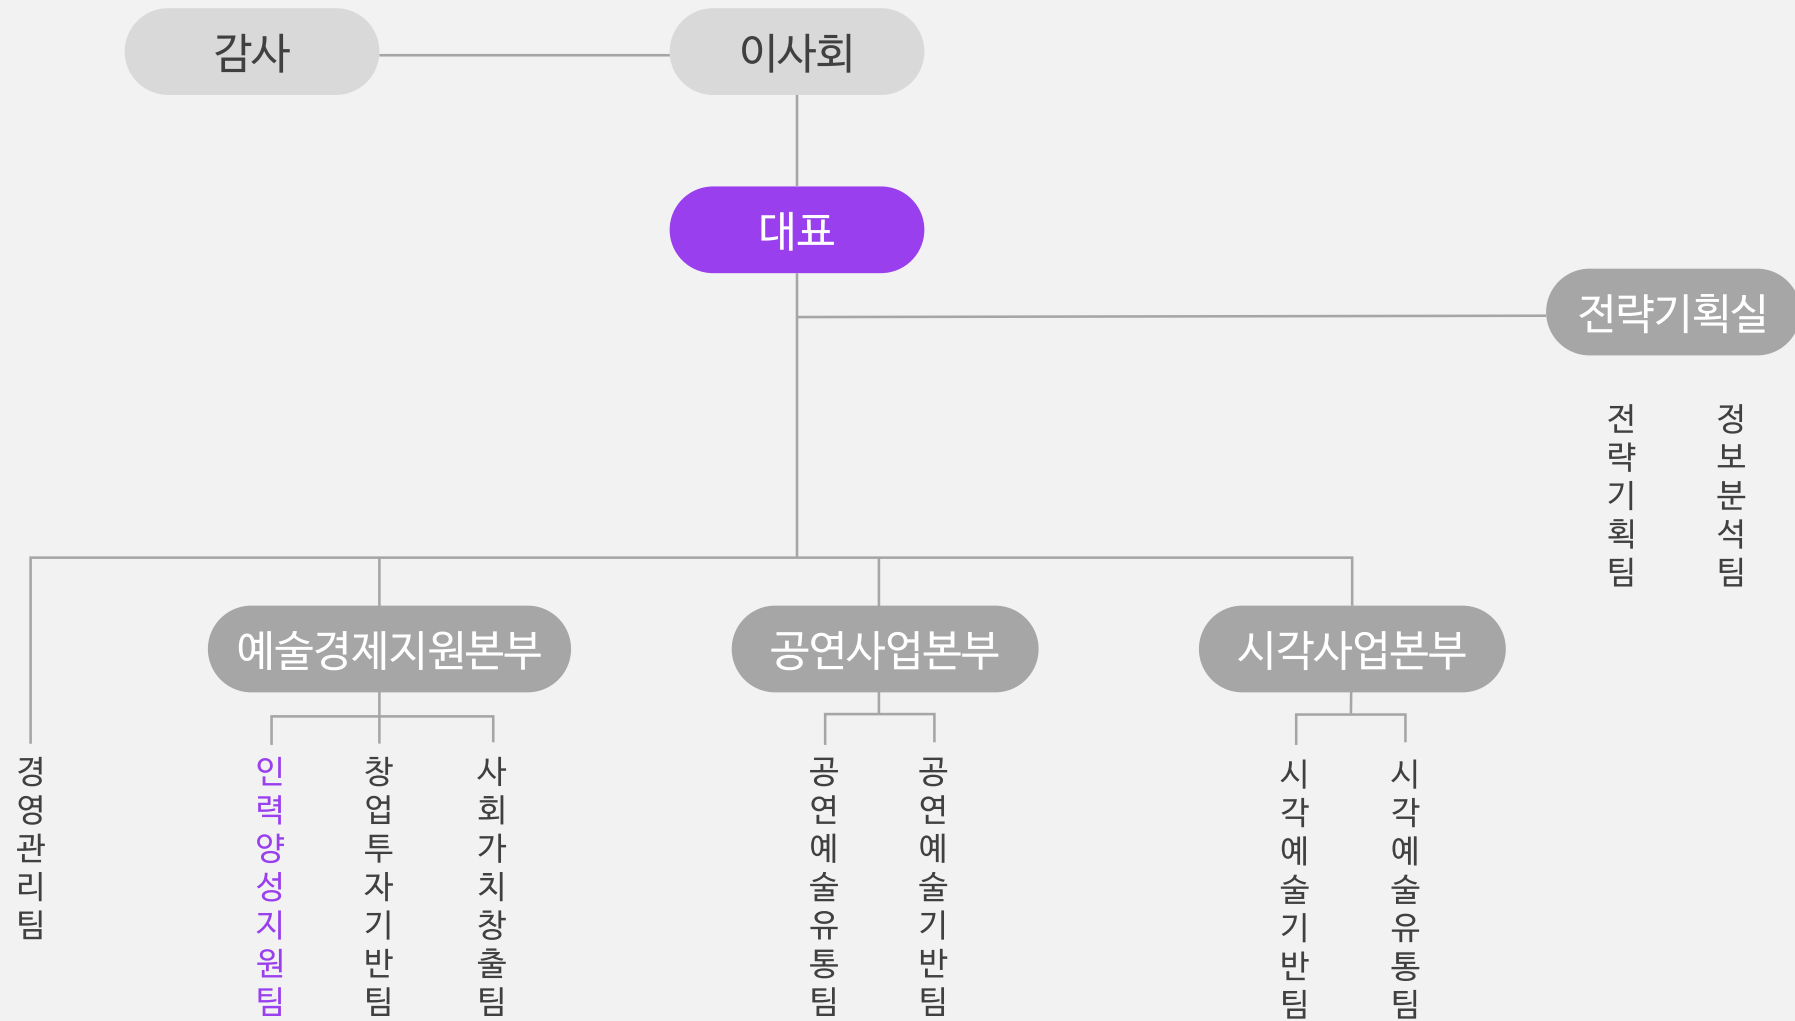 감사
이사회
대표
전략기획실
전략기획팀
정보분석팀
예술경제지원본부
공연사업본부
시각사업본부
경영관리팀
인력양성지원팀
창업투자기반팀
사회가치창출팀
공연예술유통팀
공연예술기반팀
시각예술기반팀
시각예술유통팀